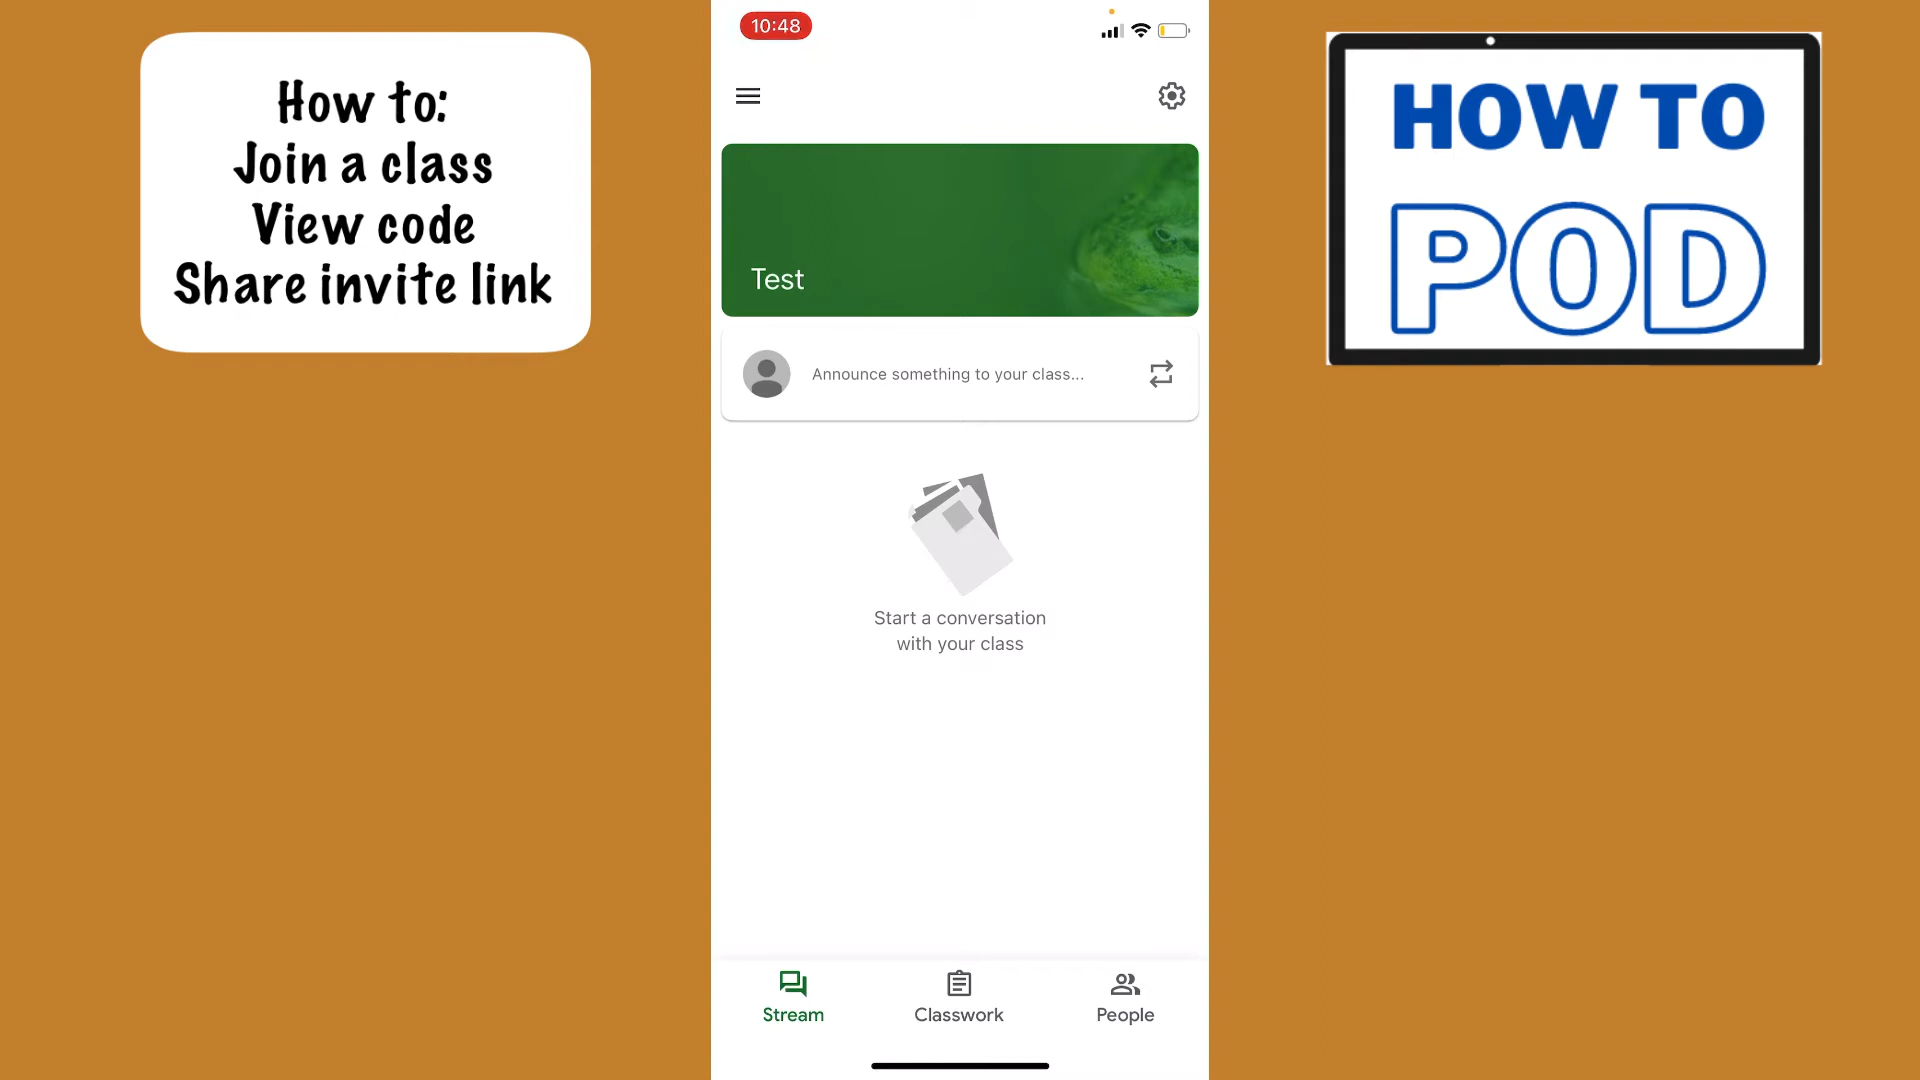 How to:
Join a class
View code
Share invite link
10:48
Test
Announce something to your class...
Start a conversation
with your class
Stream
Classwork
People
HOW TO
POD